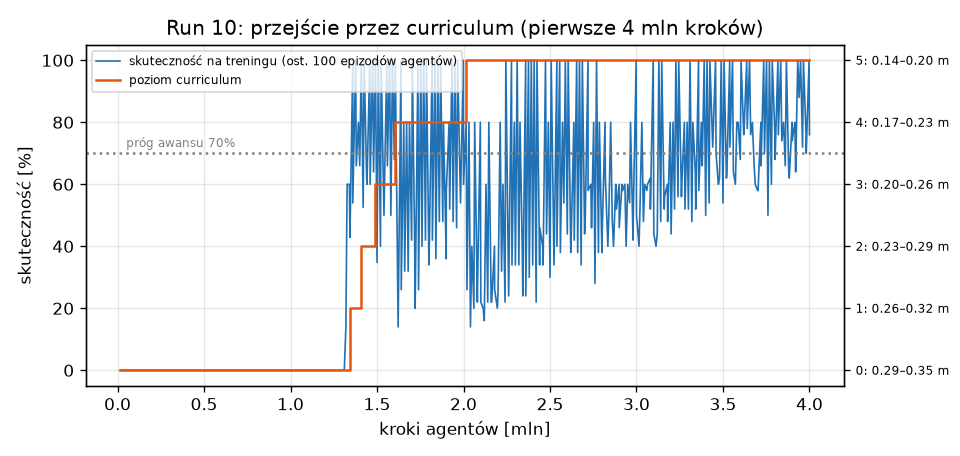 Run 10: przejście przez curriculum (pierwsze 4 mln kroków)
skuteczność na treningu (ost. 100 epizodów agentów)
poziom curriculum
próg awansu 70%
skuteczność [%]
100
80
60
40
20
0
5: 0.14–0.20 m
4: 0.17–0.23 m
3: 0.20–0.26 m
2: 0.23–0.29 m
1: 0.26–0.32 m
0: 0.29–0.35 m
0.0 0.5 1.0 1.5 2.0 2.5 3.0 3.5 4.0
kroki agentów [mln]